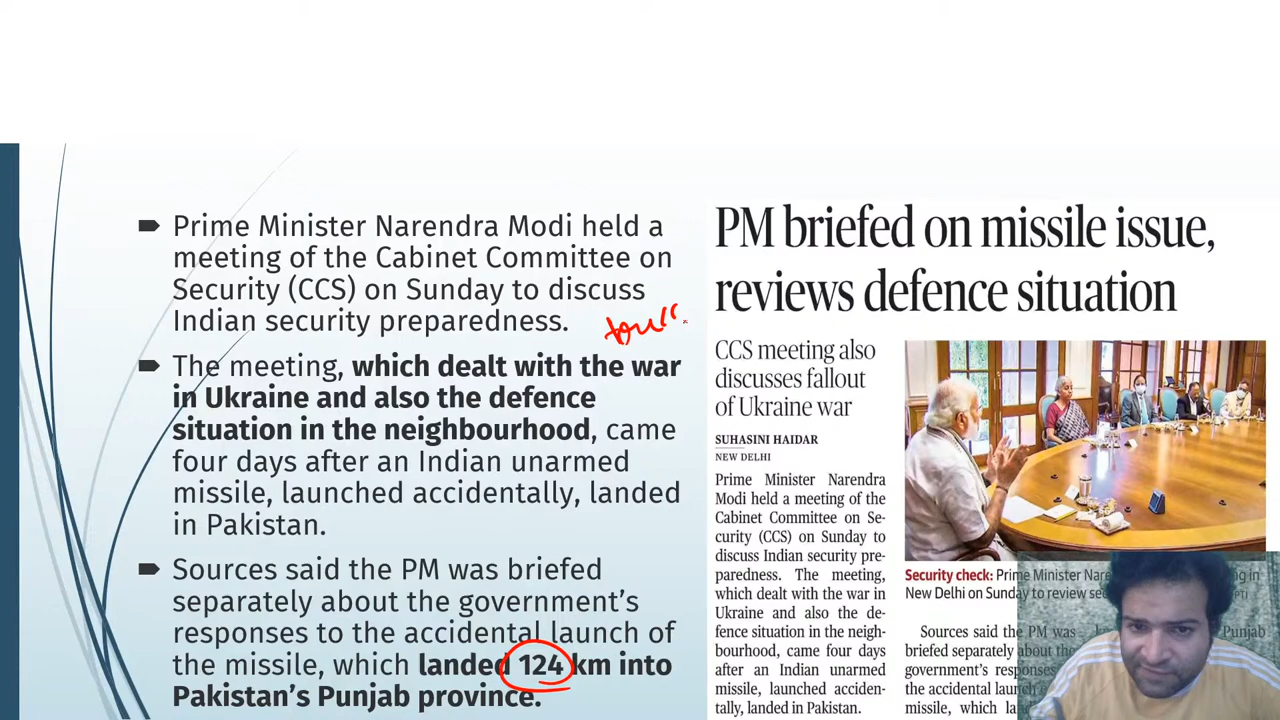 Prime Minister Narendra Modi held a
meeting of the Cabinet Committee on
Security (CCS) on Sunday to discuss
Indian security preparedness.
The meeting, which dealt with the war
in Ukraine and also the defence
situation in the neighbourhood, came
four days after an Indian unarmed
missile, launched accidentally, landed
in Pakistan.
Sources said the PM was briefed
separately about the government's
responses to the accidental launch of
the missile, which landed 124 km into
Pakistan's Punjab province.
PM briefed on missile issue,
reviews defence situation
CCS meeting also
discusses fallout
of Ukraine war
SUHASINI HAIDAR
NEW DELHI
Prime Minister Narendra
Modi held a meeting of the
Cabinet Committee on Se-
curity (CCS) on Sunday to
discuss Indian security pre-
paredness. The meeting,
which dealt with the war in
Ukraine and also the de-
fence situation in the neigh-
bourhood, came four days
after an Indian unarmed
missile, launched acciden-
tally, landed in Pakistan.
Security check: Prime Minister Nare
ing in
New Delhi on Sunday to review se
PTI
Sources said the PM was
briefed separately about the
government's
responses to
the accidental launch o
missile, which la
Punjab